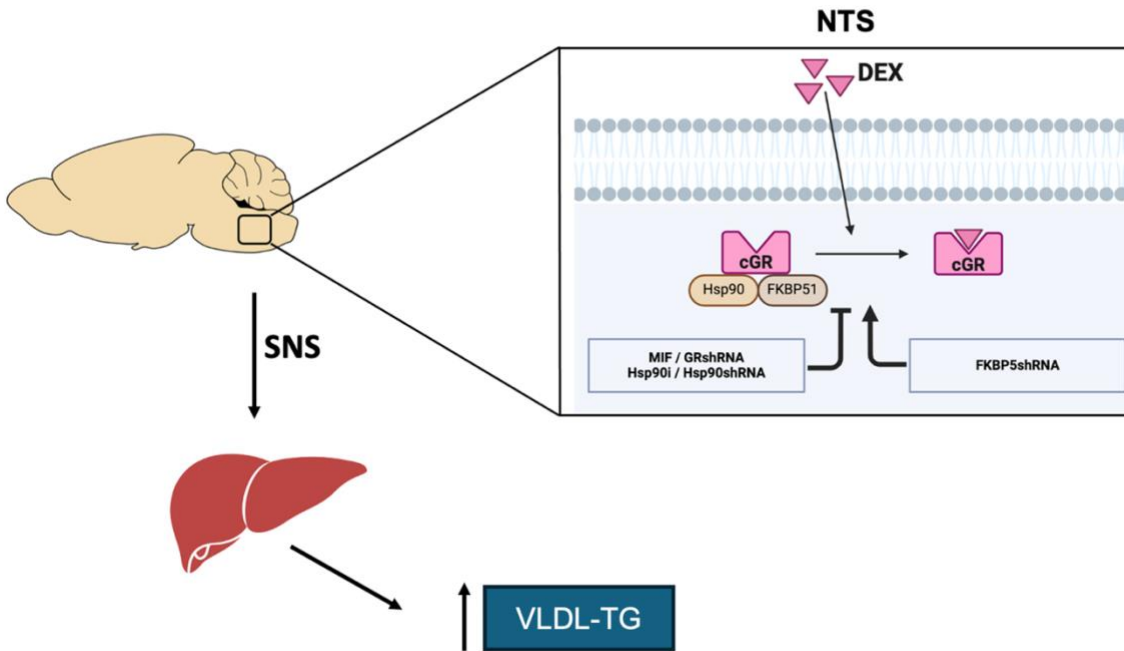 NTS
DEX
cGR
cGR
Hsp90
FKBP51
MIF / GRshRNA
Hsp90i / Hsp90shRNA
FKBP5shRNA
SNS
VLDL-TG